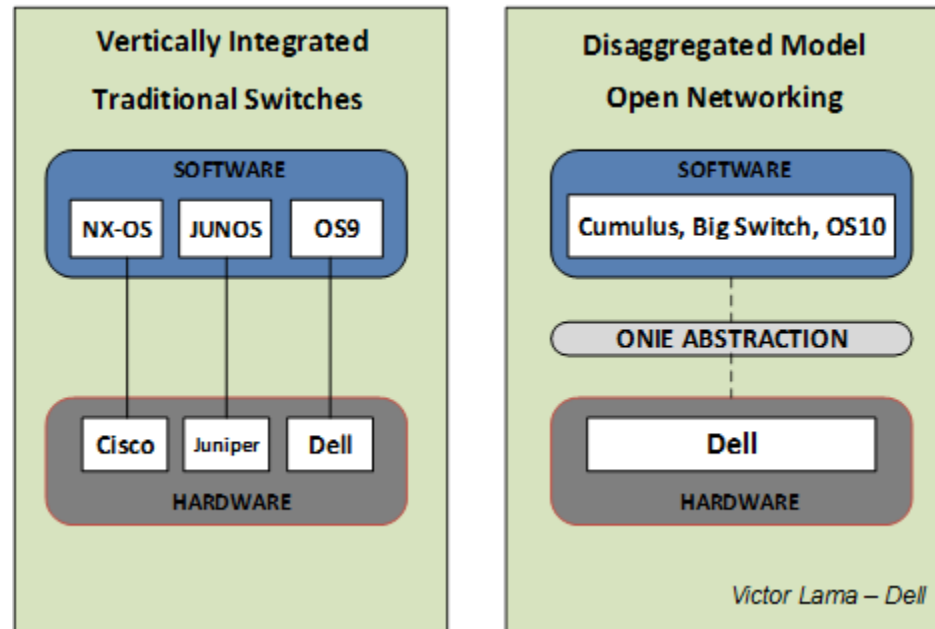 Vertically Integrated
Traditional Switches
SOFTWARE
NX-OS JUNOS OS9
Cisco Juniper Dell
HARDWARE
Disaggregated Model
Open Networking
SOFTWARE
Cumulus, Big Switch, OS10
ONIE ABSTRACTION
Dell
HARDWARE
Victor Lama – Dell